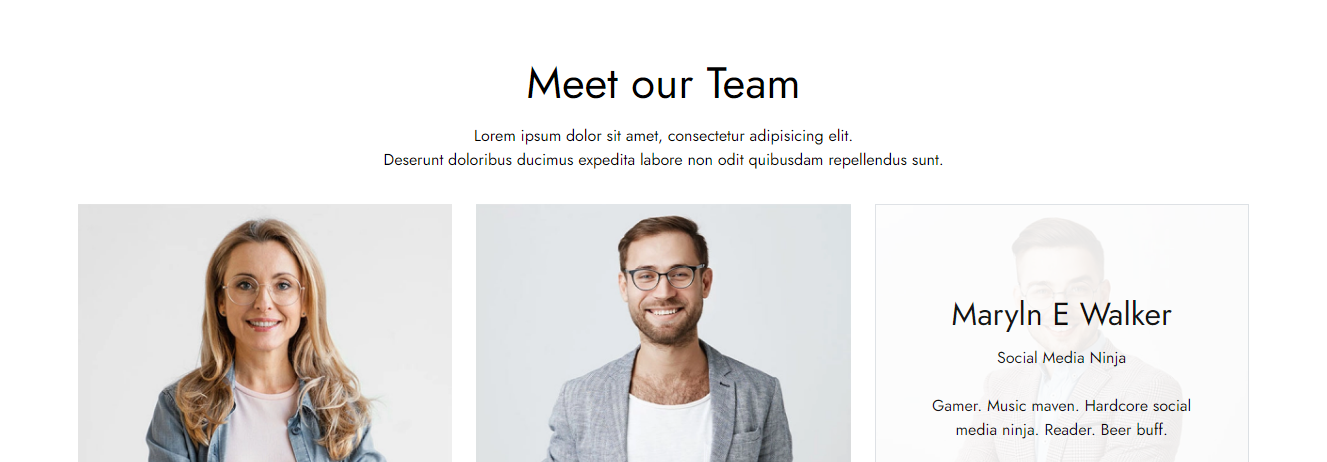 Meet our Team
Lorem ipsum dolor sit amet, consectetur adipisicing elit.
Deserunt doloribus ducimus expedita labore non odit quibusdam repellendus sunt.
Maryln E Walker
Social Media Ninja
Gamer. Music maven. Hardcore social
media ninja. Reader. Beer buff.